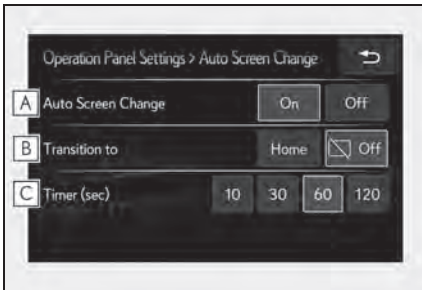 Operation Panel Settings > Auto Screen Change
A Auto Screen Change On Off
B Transition to Home Off
C Timer (sec) 10 30 60 120